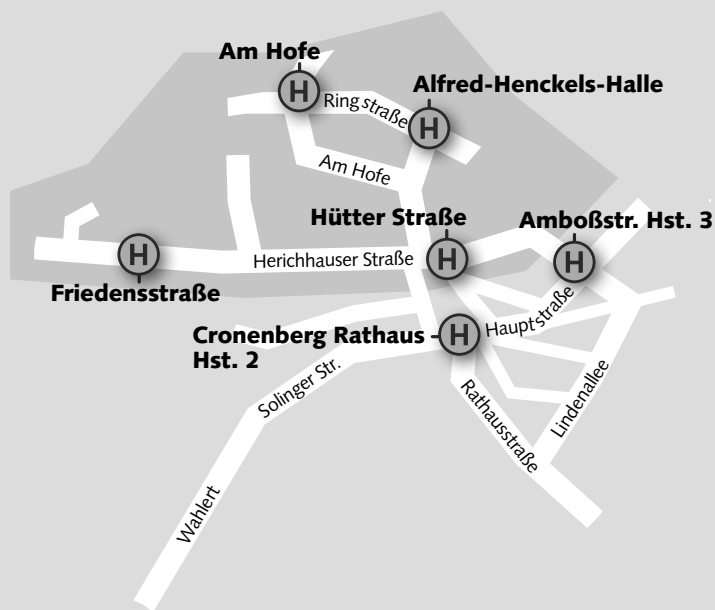 Am Hofe
H
Ringstraße
Alfred-Henckels-Halle
H
Am Hofe
Hütter Straße
H
Amboßstr. Hst. 3
H
Herichhauser Straße
H
Friedensstraße
Cronenberg Rathaus
Hst. 2
H
Hauptstraße
Solinger Str.
Rathausstraße
Lindenallee
Wahlert